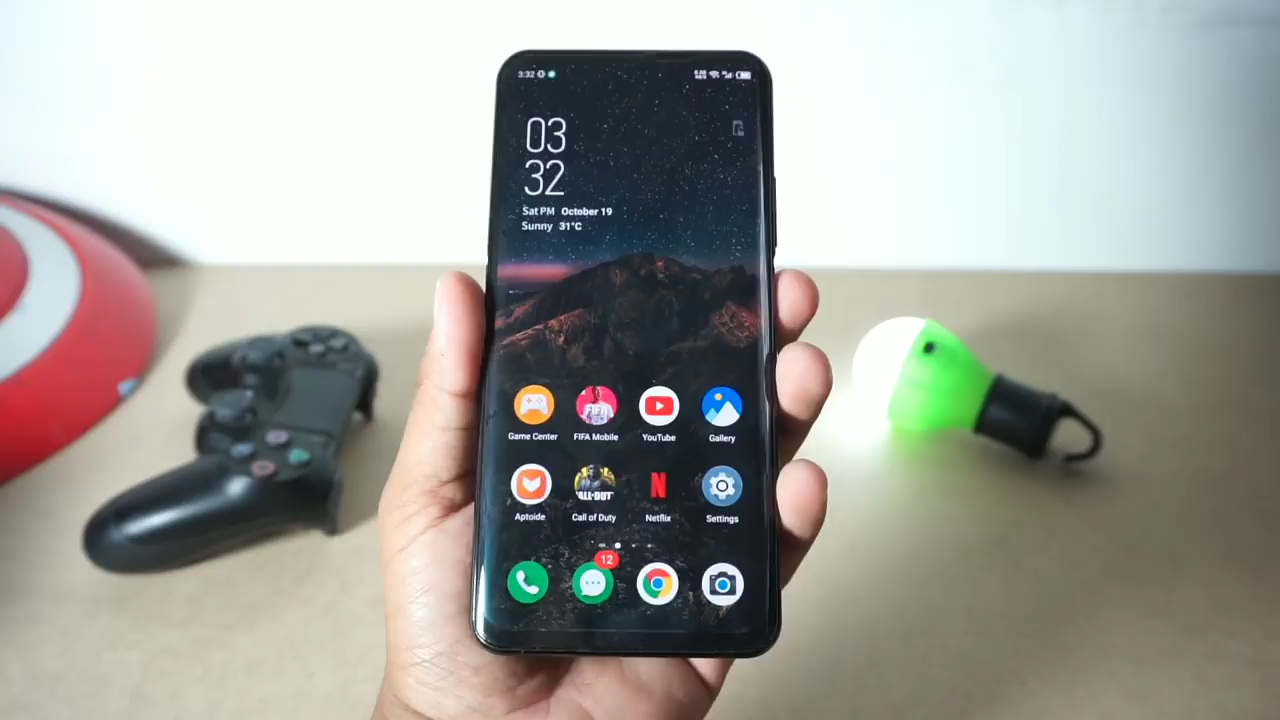 3:32
03
32
Sat PM October 19
Sunny 31°C
Game Center FIFA Mobile YouTube Gallery
Aptoide Call of Duty Netflix Settings
12